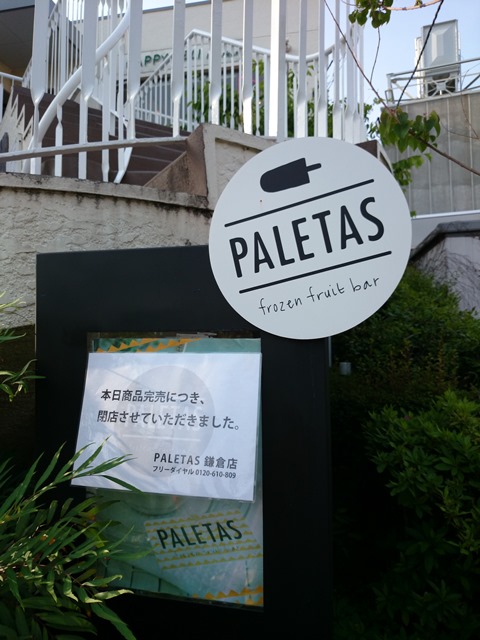 PALETAS
frozen fruit bar
本日商品完売につき、
閉店させていただきました。
PALETAS 鎌倉店
フリーダイヤル 0120-610-809
PALETAS